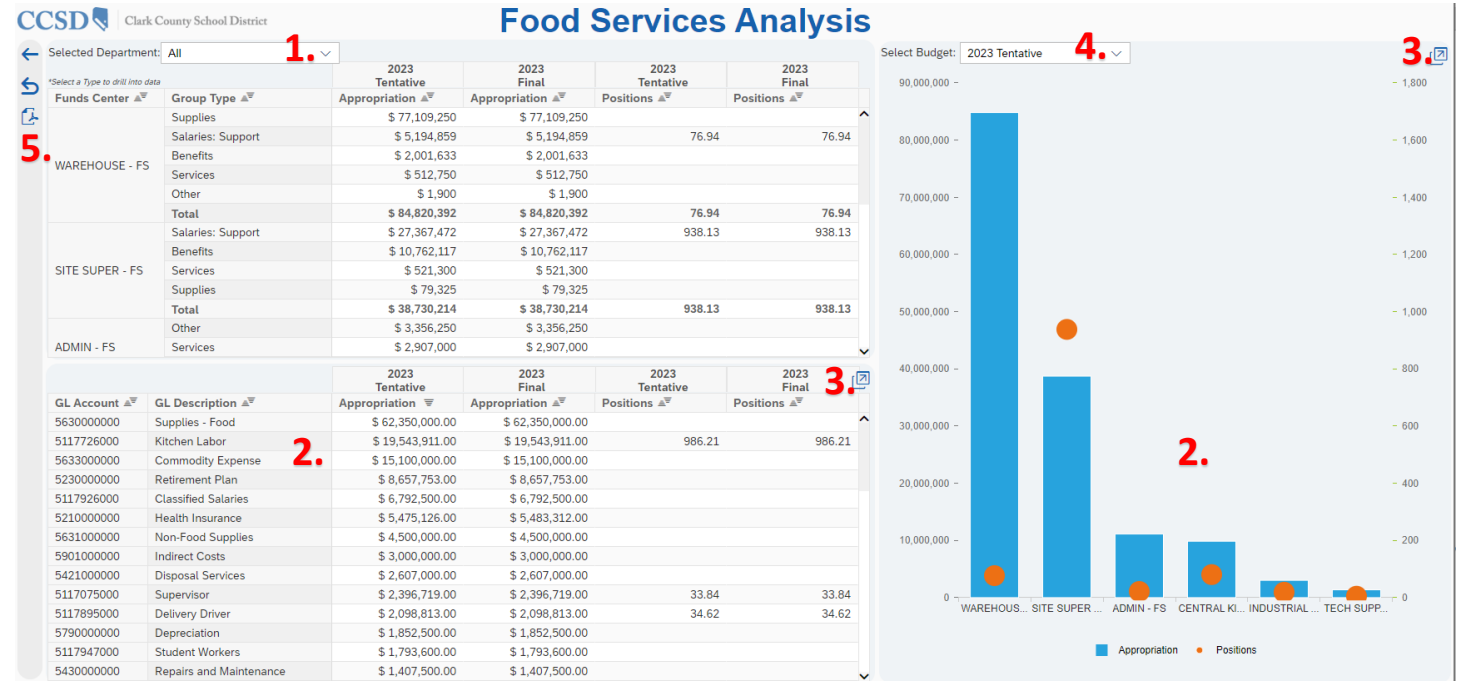 CCSD Clark County School District
Food Services Analysis
Selected Department: All 1.
*Select a Type to drill into data
2023 Tentative 2023 Final 2023 Tentative 2023 Final
Funds Center Group Type Appropriation Appropriation Positions Positions
5.
WAREHOUSE - FS
Supplies $ 77,109,250 $ 77,109,250
Salaries: Support $ 5,194,859 $ 5,194,859 76.94 76.94
Benefits $ 2,001,633 $ 2,001,633
Services $ 512,750 $ 512,750
Other $ 1,900 $ 1,900
Total $ 84,820,392 $ 84,820,392 76.94 76.94
SITE SUPER - FS
Salaries: Support $ 27,367,472 $ 27,367,472 938.13 938.13
Benefits $ 10,762,117 $ 10,762,117
Services $ 521,300 $ 521,300
Supplies $ 79,325 $ 79,325
Total $ 38,730,214 $ 38,730,214 938.13 938.13
ADMIN - FS
Other $ 3,356,250 $ 3,356,250
Services $ 2,907,000 $ 2,907,000
2023 Tentative 2023 Final 2023 Tentative 2023 Final 3.
GL Account GL Description Appropriation Appropriation Positions Positions
5630000000 Supplies - Food $ 62,350,000.00 $ 62,350,000.00
5117726000 Kitchen Labor $ 19,543,911.00 $ 19,543,911.00 986.21 986.21
2.
5633000000 Commodity Expense $ 15,100,000.00 $ 15,100,000.00
5230000000 Retirement Plan $ 8,657,753.00 $ 8,657,753.00
5117926000 Classified Salaries $ 6,792,500.00 $ 6,792,500.00
5210000000 Health Insurance $ 5,475,126.00 $ 5,483,312.00
5631000000 Non-Food Supplies $ 4,500,000.00 $ 4,500,000.00
5901000000 Indirect Costs $ 3,000,000.00 $ 3,000,000.00
5421000000 Disposal Services $ 2,607,000.00 $ 2,607,000.00
5117075000 Supervisor $ 2,396,719.00 $ 2,396,719.00 33.84 33.84
5117895000 Delivery Driver $ 2,098,813.00 $ 2,098,813.00 34.62 34.62
5790000000 Depreciation $ 1,852,500.00 $ 1,852,500.00
5117947000 Student Workers $ 1,793,600.00 $ 1,793,600.00
5430000000 Repairs and Maintenance $ 1,407,500.00 $ 1,407,500.00
Select Budget: 2023 Tentative 4. 3.
90,000,000 1,800
80,000,000 1,600
70,000,000 1,400
60,000,000 1,200
50,000,000 1,000
40,000,000 800
30,000,000 600
2.
20,000,000 400
10,000,000 200
0 0
WAREHOUS... SITE SUPER ... ADMIN - FS CENTRAL KI... INDUSTRIAL ... TECH SUPP...
Appropriation Positions